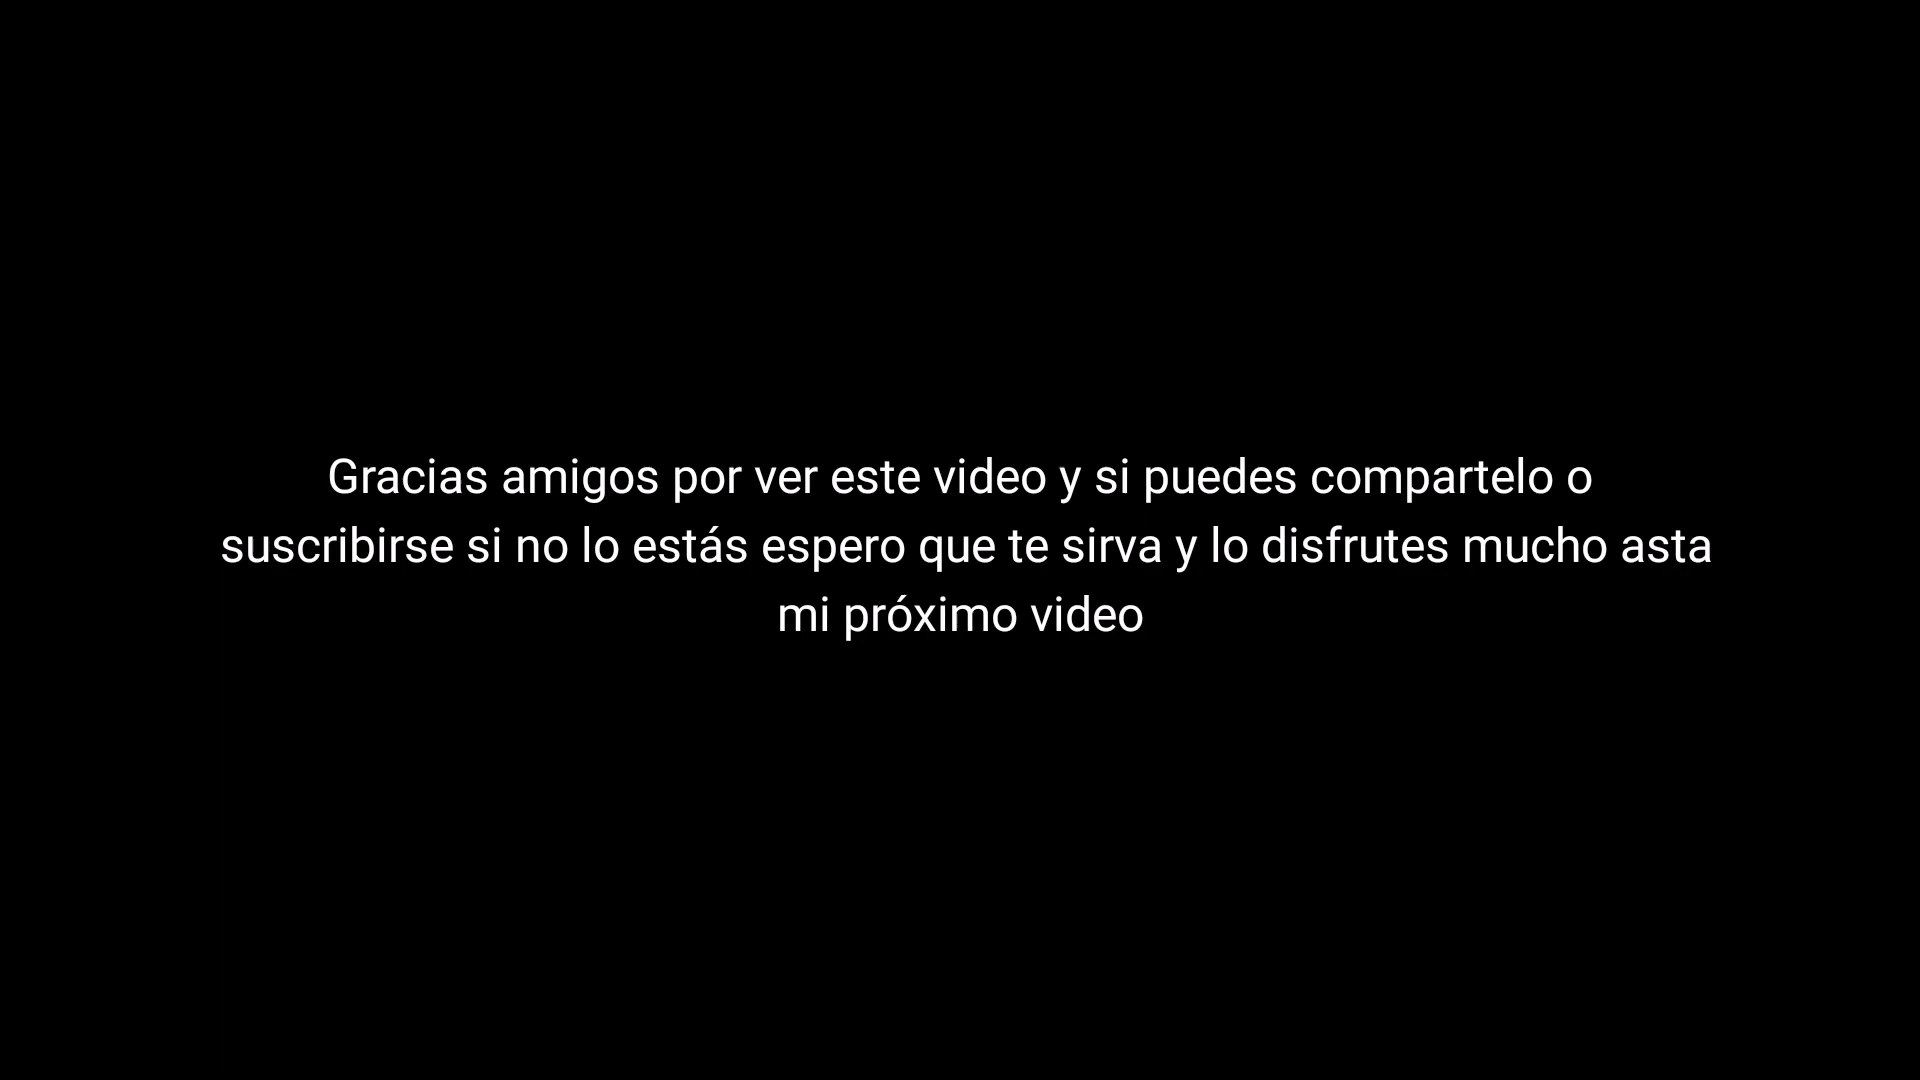 Gracias amigos por ver este video y si puedes compartelo o
suscribirse si no lo estás espero que te sirva y lo disfrutes mucho asta
mi próximo video